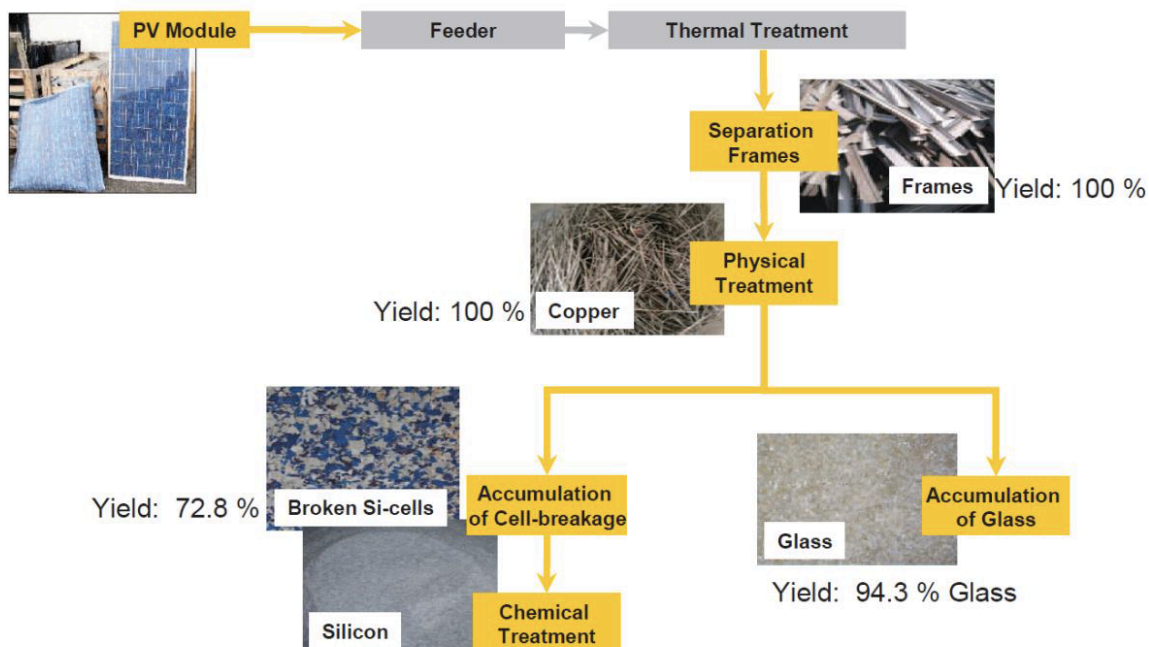 PV Module
Feeder
Thermal Treatment
Separation
Frames
Frames
Yield: 100 %
Physical
Treatment
Yield: 100 %
Copper
Yield: 72.8 %
Broken Si-cells
Accumulation
of Cell-breakage
Glass
Accumulation
of Glass
Yield: 94.3 % Glass
Silicon
Chemical
Treatment